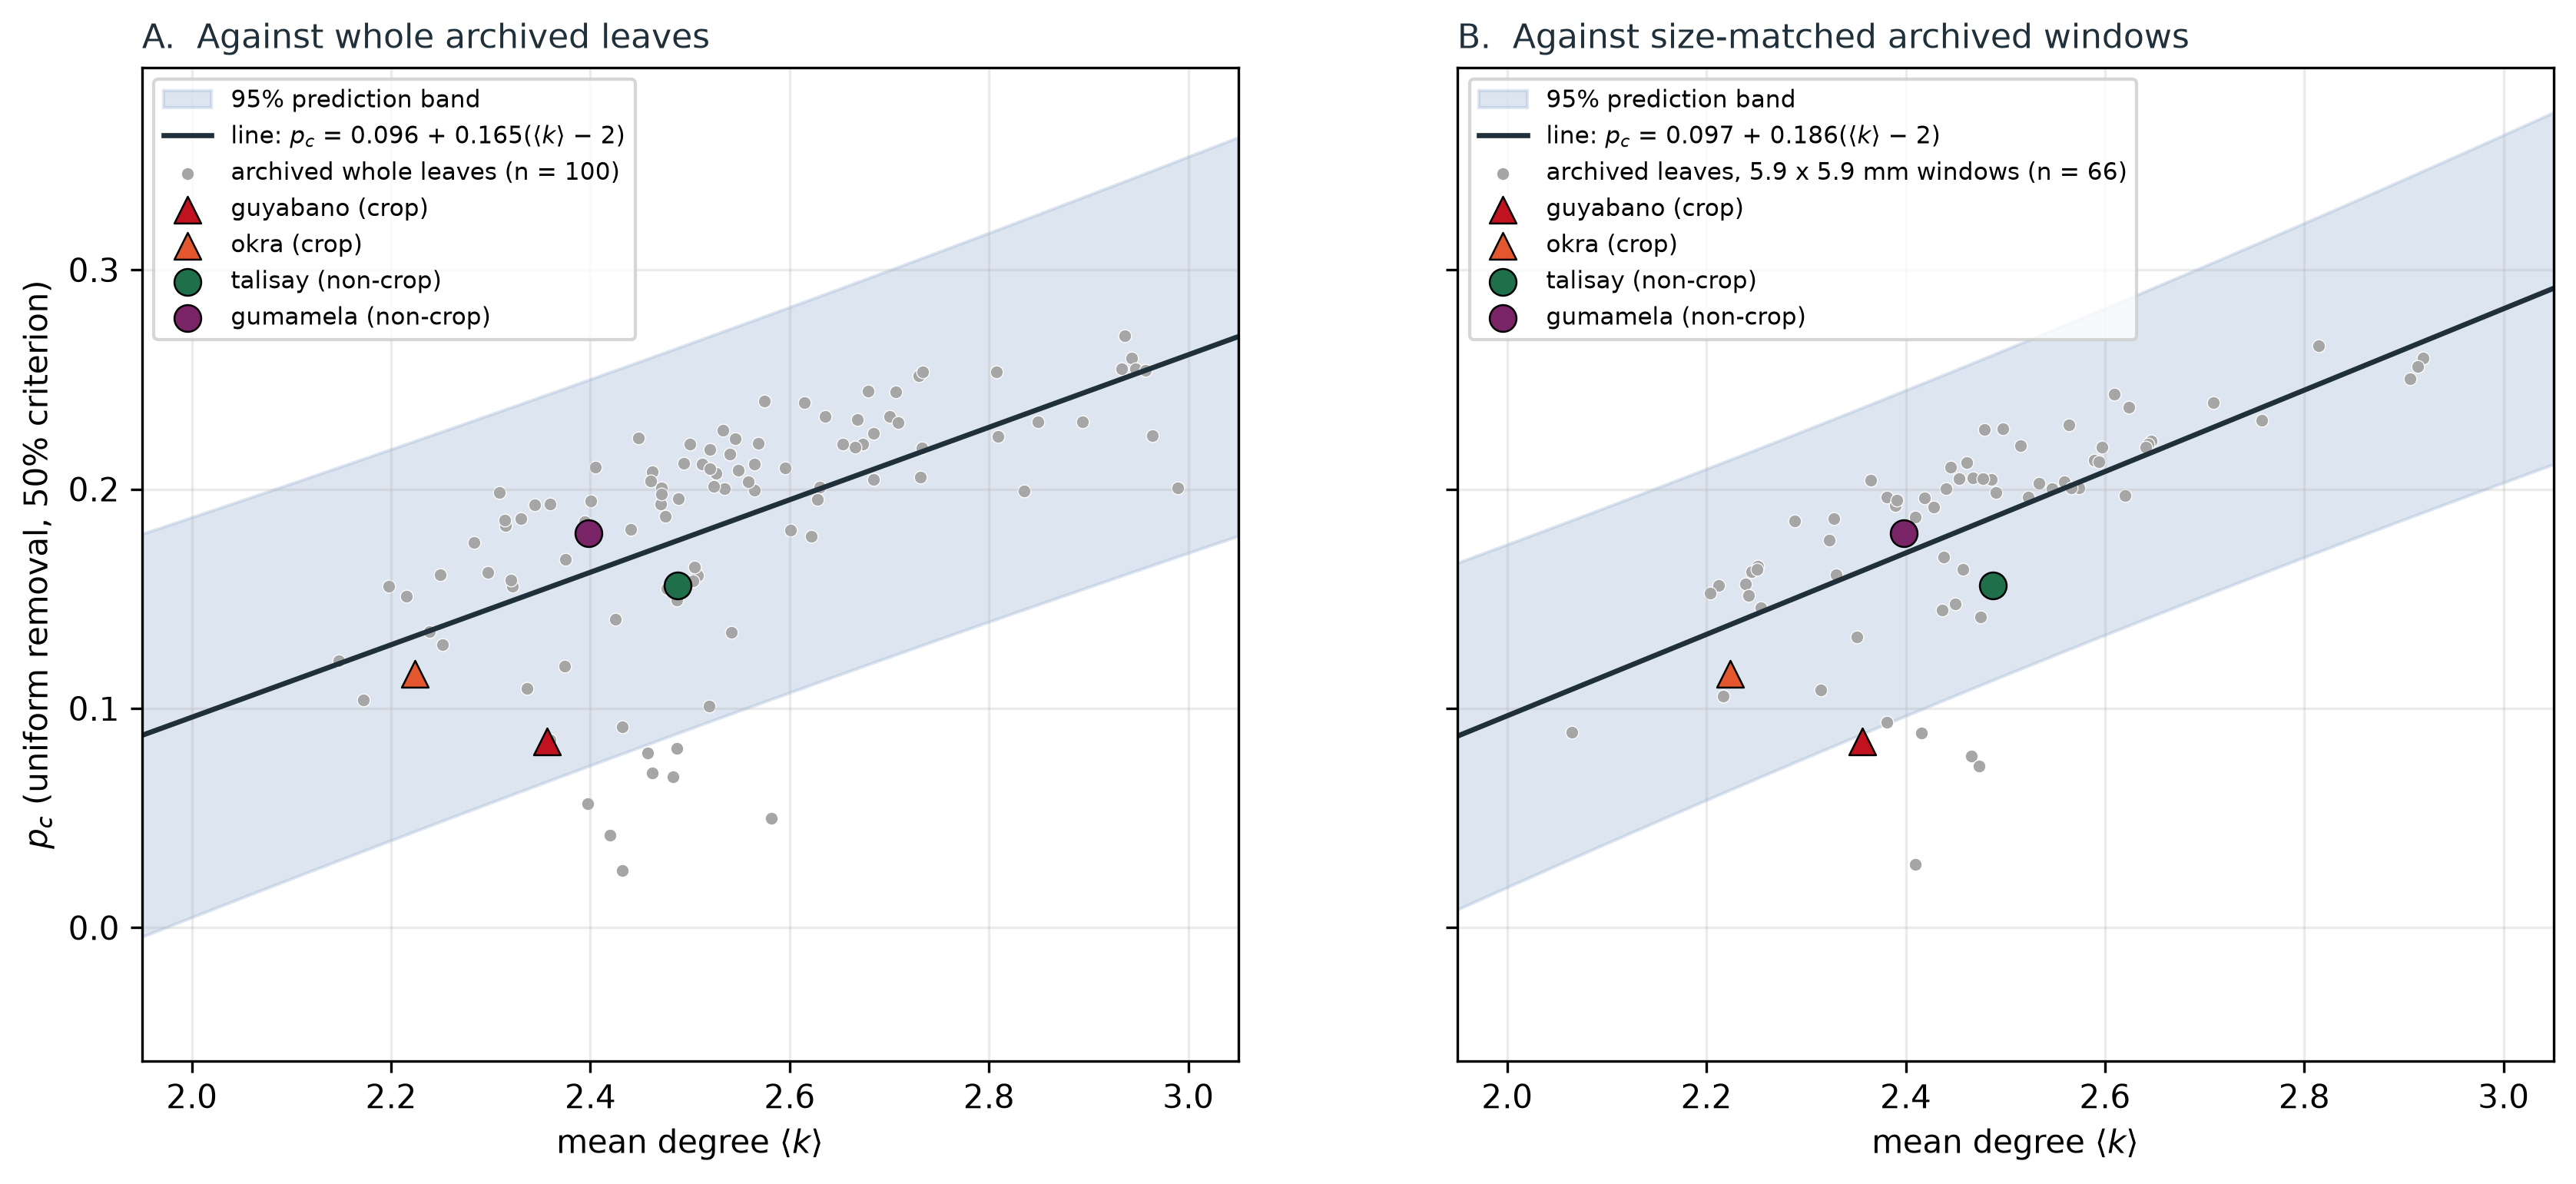 A.  Against whole archived leaves
95% prediction band
line: p_c = 0.096 + 0.165(⟨k⟩ − 2)
archived whole leaves (n = 100)
guyabano (crop)
okra (crop)
talisay (non-crop)
gumamela (non-crop)
p_c (uniform removal, 50% criterion)
0.3
0.2
0.1
0.0
2.0 2.2 2.4 2.6 2.8 3.0
mean degree ⟨k⟩
B.  Against size-matched archived windows
95% prediction band
line: p_c = 0.097 + 0.186(⟨k⟩ − 2)
archived leaves, 5.9 x 5.9 mm windows (n = 66)
guyabano (crop)
okra (crop)
talisay (non-crop)
gumamela (non-crop)
2.0 2.2 2.4 2.6 2.8 3.0
mean degree ⟨k⟩